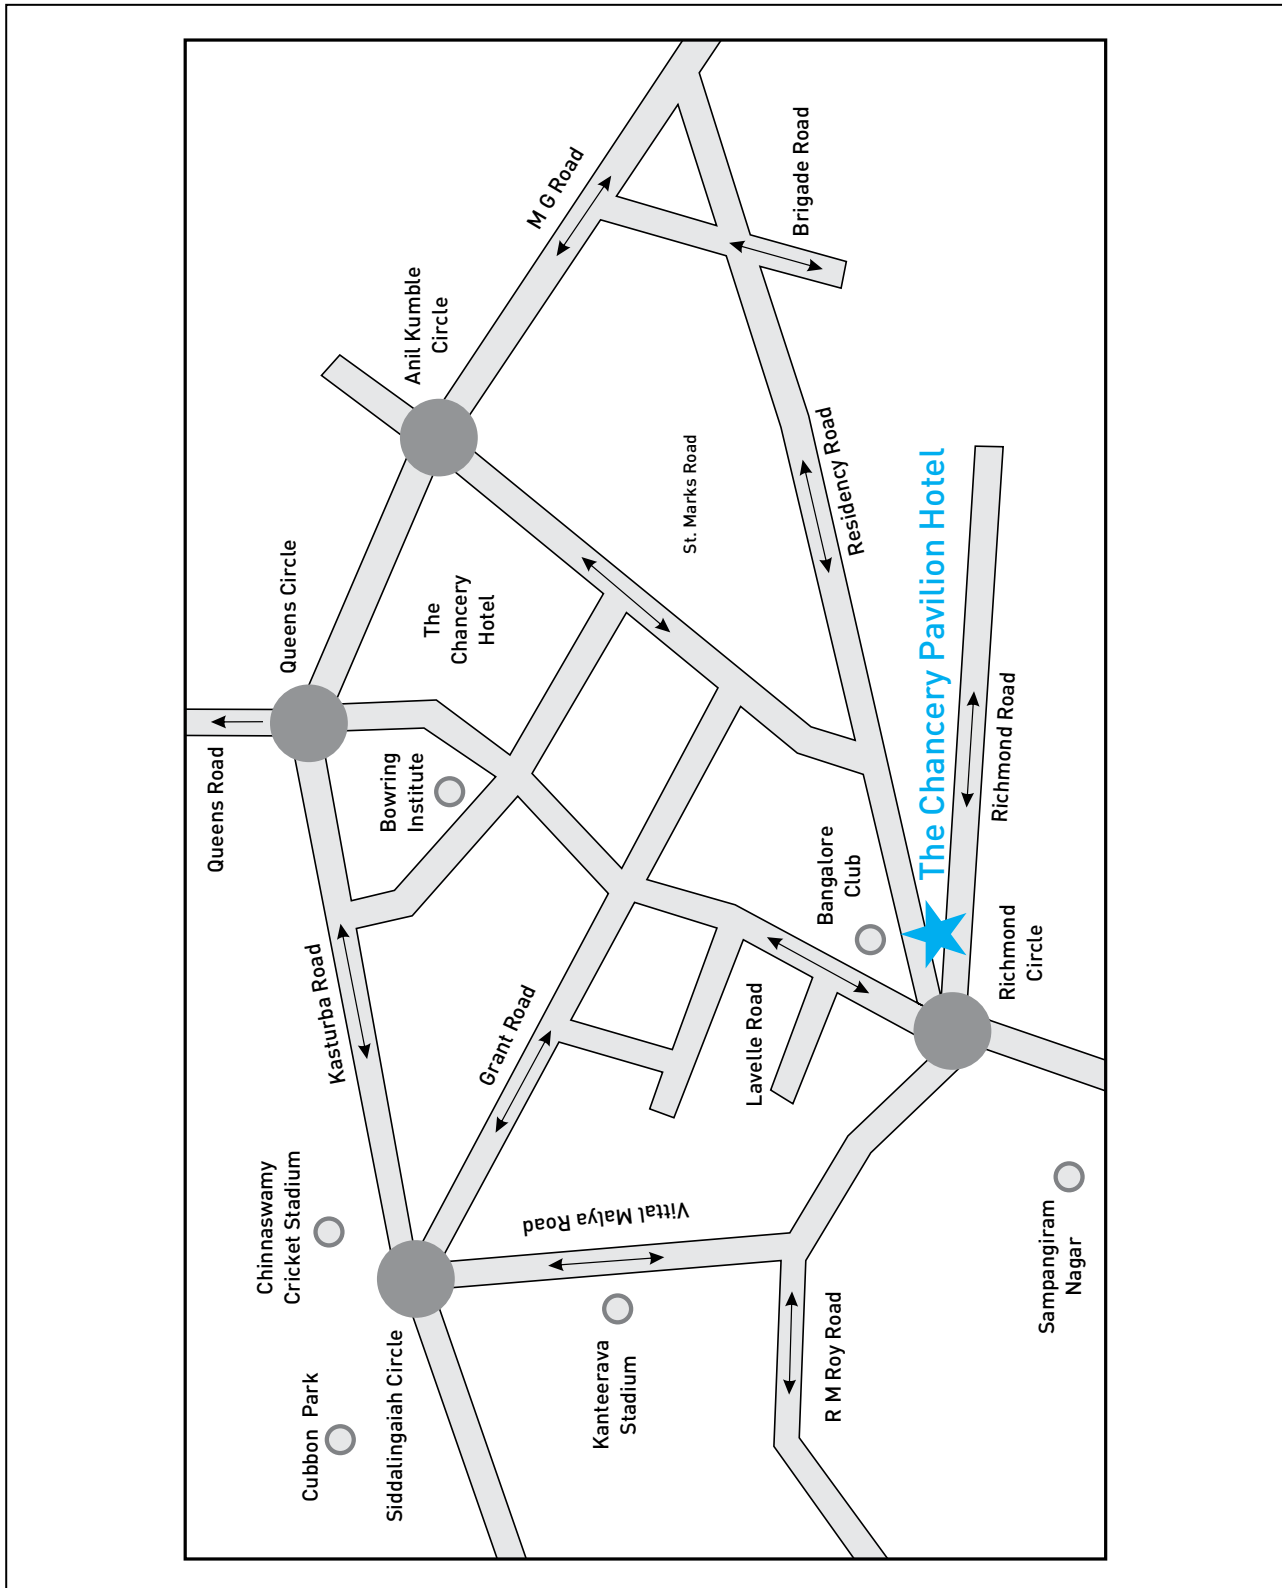 Queens Road
Queens Circle
Cubbon Park
Chinnaswamy
Cricket Stadium
Siddalingaiah Circle
Kasturba Road
Bowring
Institute
The
Chancery
Hotel
Anil Kumble
Circle
M G Road
Grant Road
Vittal Malya Road
Kanteerava
Stadium
St. Marks Road
Brigade Road
Lavelle Road
R M Roy Road
Bangalore
Club
Residency Road
The Chancery Pavilion Hotel
Richmond Road
Richmond
Circle
Sampangiram
Nagar